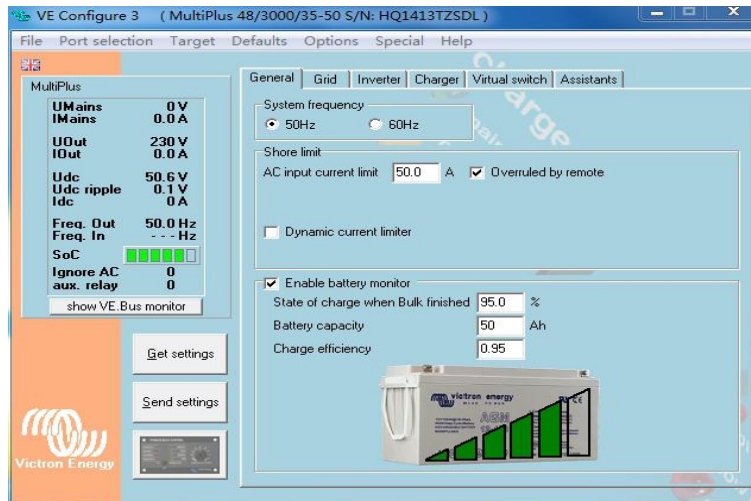 VE Configure 3 ( MultiPlus 48/3000/35-50 S/N: HQ1413TZSDL )
File Port selection Target Defaults Options Special Help
MultiPlus
UMains 0 V
IMains 0.0 A
UOut 230 V
IOut 0.0 A
Udc 50.6 V
Udc ripple 0.1 V
Idc 0 A
Freq. Out 50.0 Hz
Freq. In - - - Hz
SoC
Ignore AC 0
aux. relay 0
show VE.Bus monitor
Get settings
Send settings
Victron Energy
General Grid Inverter Charger Virtual switch Assistants
System frequency
50Hz 60Hz
Shore limit
AC input current limit 50.0 A Overruled by remote
Dynamic current limiter
Enable battery monitor
State of charge when Bulk finished 95.0 %
Battery capacity 50 Ah
Charge efficiency 0.95
victron energy
BLUE POWER
AGM